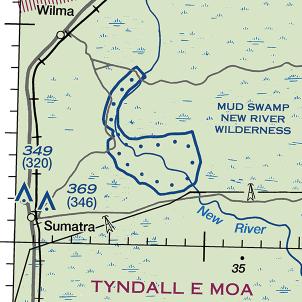 Wilma
MUD SWAMP
NEW RIVER
WILDERNESS
349
(320)
369
(346)
New River
Sumatra
35
TYNDALL E MOA